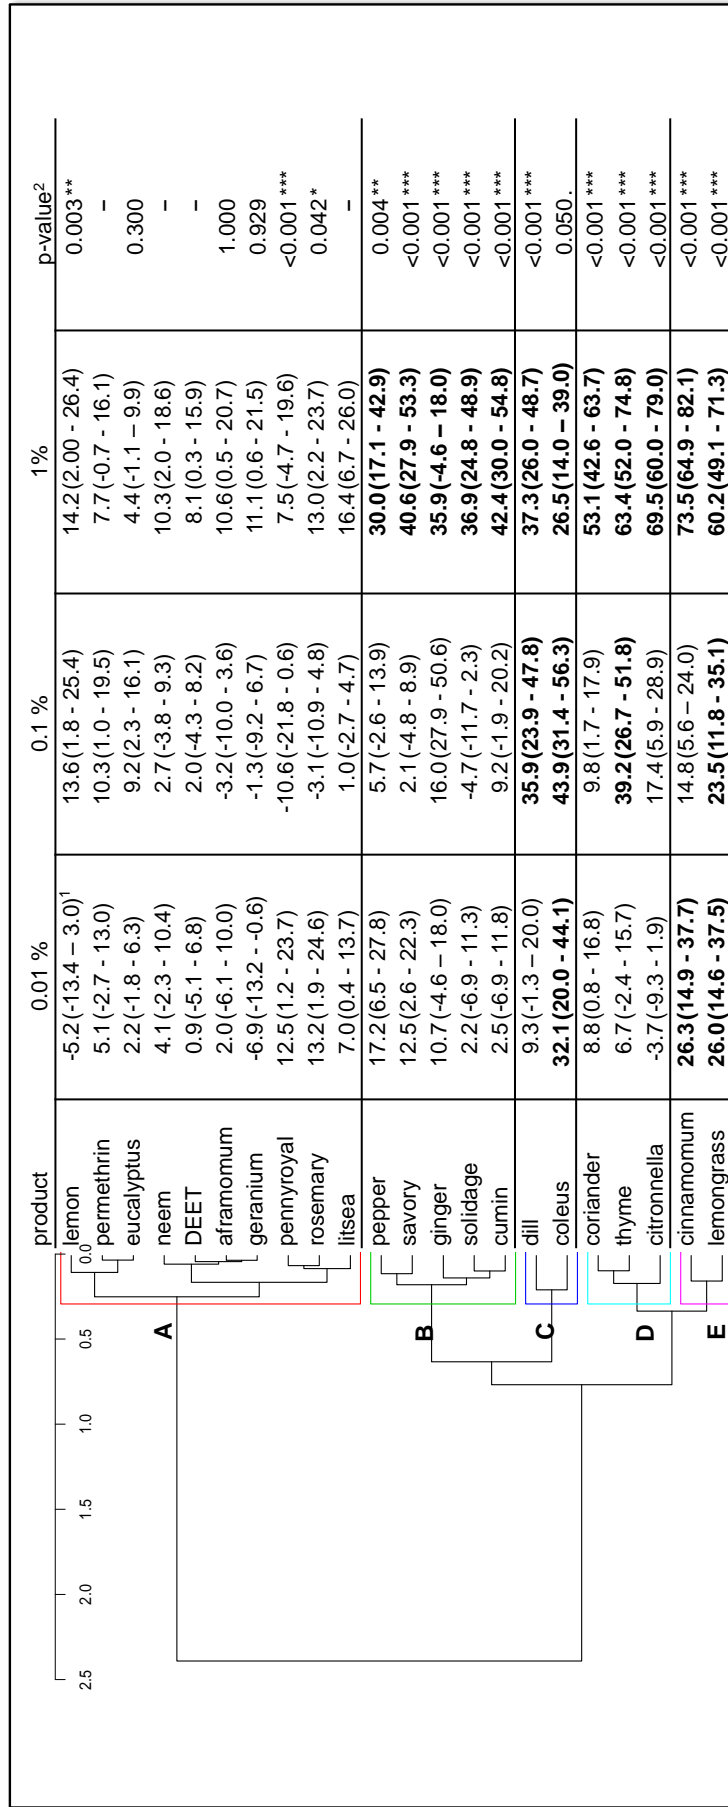 product 0.01 % 0.1 % 1% p-value²
0.0 0.5 1.0 1.5 2.0 2.5
lemon -5.2 (-13.4 – 3.0)¹ 13.6 (1.8 - 25.4) 14.2 (2.00 - 26.4) 0.003 **
permethrin 5.1 (-2.7 - 13.0) 10.3 (1.0 - 19.5) 7.7 (-0.7 - 16.1) –
eucalyptus 2.2 (-1.8 - 6.3) 9.2 (2.3 - 16.1) 4.4 (-1.1 – 9.9) 0.300
neem 4.1 (-2.3 - 10.4) 2.7 (-3.8 - 9.3) 10.3 (2.0 - 18.6) –
DEET 0.9 (-5.1 - 6.8) 2.0 (-4.3 - 8.2) 8.1 (0.3 - 15.9) –
aframomum 2.0 (-6.1 - 10.0) -3.2 (-10.0 - 3.6) 10.6 (0.5 - 20.7) 1.000
geranium -6.9 (-13.2 - -0.6) -1.3 (-9.2 - 6.7) 11.1 (0.6 - 21.5) 0.929
pennyroyal 12.5 (1.2 - 23.7) -10.6 (-21.8 - 0.6) 7.5 (-4.7 - 19.6) <0.001 ***
rosemary 13.2 (1.9 - 24.6) -3.1 (-10.9 - 4.8) 13.0 (2.2 - 23.7) 0.042 *
litsea 7.0 (0.4 - 13.7) 1.0 (-2.7 - 4.7) 16.4 (6.7 - 26.0) –
A
pepper 17.2 (6.5 - 27.8) 5.7 (-2.6 - 13.9) 30.0 (17.1 - 42.9) 0.004 **
savory 12.5 (2.6 - 22.3) 2.1 (-4.8 - 8.9) 40.6 (27.9 - 53.3) <0.001 ***
ginger 10.7 (-4.6 – 18.0) 16.0 (27.9 - 50.6) 35.9 (-4.6 – 18.0) <0.001 ***
solidage 2.2 (-6.9 - 11.3) -4.7 (-11.7 - 2.3) 36.9 (24.8 - 48.9) <0.001 ***
cumin 2.5 (-6.9 - 11.8) 9.2 (-1.9 - 20.2) 42.4 (30.0 - 54.8) <0.001 ***
B
dill 9.3 (-1.3 – 20.0) 35.9 (23.9 - 47.8) 37.3 (26.0 - 48.7) <0.001 ***
coleus 32.1 (20.0 - 44.1) 43.9 (31.4 - 56.3) 26.5 (14.0 – 39.0) 0.050 .
C
coriander 8.8 (0.8 - 16.8) 9.8 (1.7 - 17.9) 53.1 (42.6 - 63.7) <0.001 ***
thyme 6.7 (-2.4 - 15.7) 39.2 (26.7 - 51.8) 63.4 (52.0 - 74.8) <0.001 ***
citronnella -3.7 (-9.3 - 1.9) 17.4 (5.9 - 28.9) 69.5 (60.0 - 79.0) <0.001 ***
D
cinnamomum 26.3 (14.9 - 37.7) 14.8 (5.6 – 24.0) 73.5 (64.9 - 82.1) <0.001 ***
lemongrass 26.0 (14.6 - 37.5) 23.5 (11.8 - 35.1) 60.2 (49.1 - 71.3) <0.001 ***
E